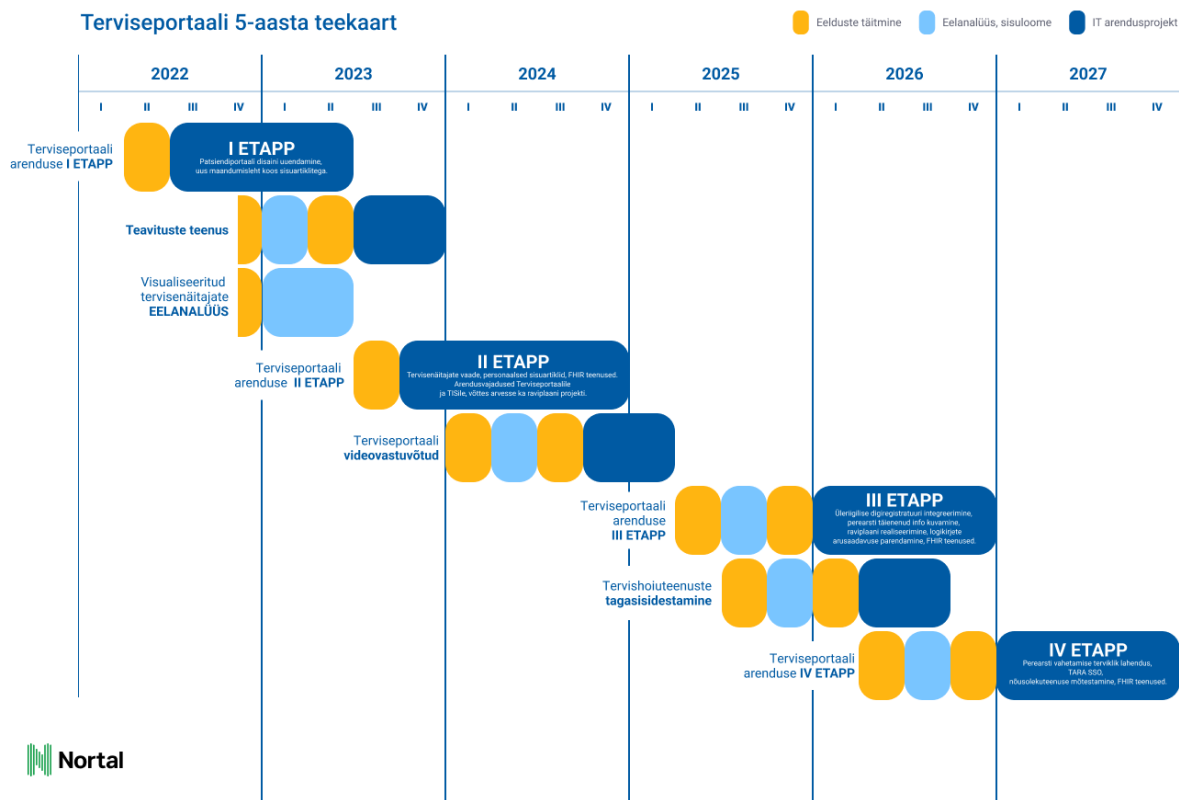 Terviseportaali 5-aasta teekaart
Eelduste täitmine
Eelanalüüs, sisuloome
IT arendusprojekt
2022
2023
2024
2025
2026
2027
I II III IV I II III IV I II III IV I II III IV I II III IV I II III IV
Terviseportaali
arenduse I ETAPP
I ETAPP
Patsiendiportaali disaini uuendamine,
uus maandumisleht koos sisuartiklitega.
Teavituste teenus
Visualiseeritud
tervisenäitajate
EELANALÜÜS
Terviseportaali
arenduse II ETAPP
II ETAPP
Tervisenäitajate vaade, personaalsed sisuartiklid, FHIR teenused.
Arendusvajadused Terviseportaalile
ja TISile, võttes arvesse ka raviplaani projekti.
Terviseportaali
videovastuvõtud
Terviseportaali
arenduse
III ETAPP
III ETAPP
Üleriigilise digiregistratuuri integreerimine,
perearsti täienenud info kuvamine,
raviplaani realiseerimine, logikirjete
arusaadavuse parendamine, FHIR teenused.
Tervishoiuteenuste
tagasisidestamine
Terviseportaali
arenduse IV ETAPP
IV ETAPP
Perearsti vahetamise terviklik lahendus,
TARA SSO,
nõusolekuteenuse mõtestamine, FHIR teenused.
Nortal